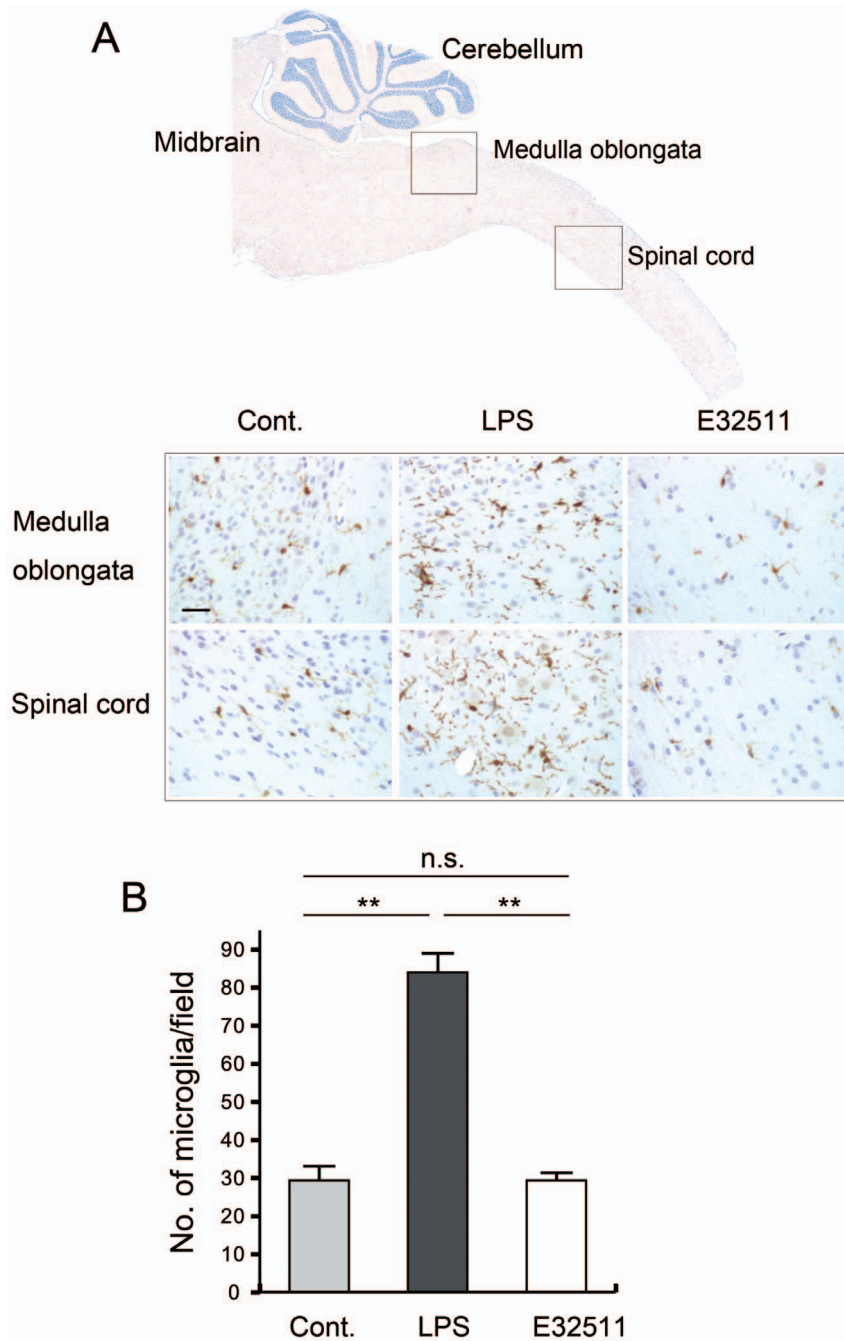 A
Cerebellum
Midbrain
Medulla oblongata
Spinal cord
Cont. LPS E32511
Medulla
oblongata
Spinal cord
B
n.s.
** **
No. of microglia/field
90
80
70
60
50
40
30
20
10
0
Cont. LPS E32511